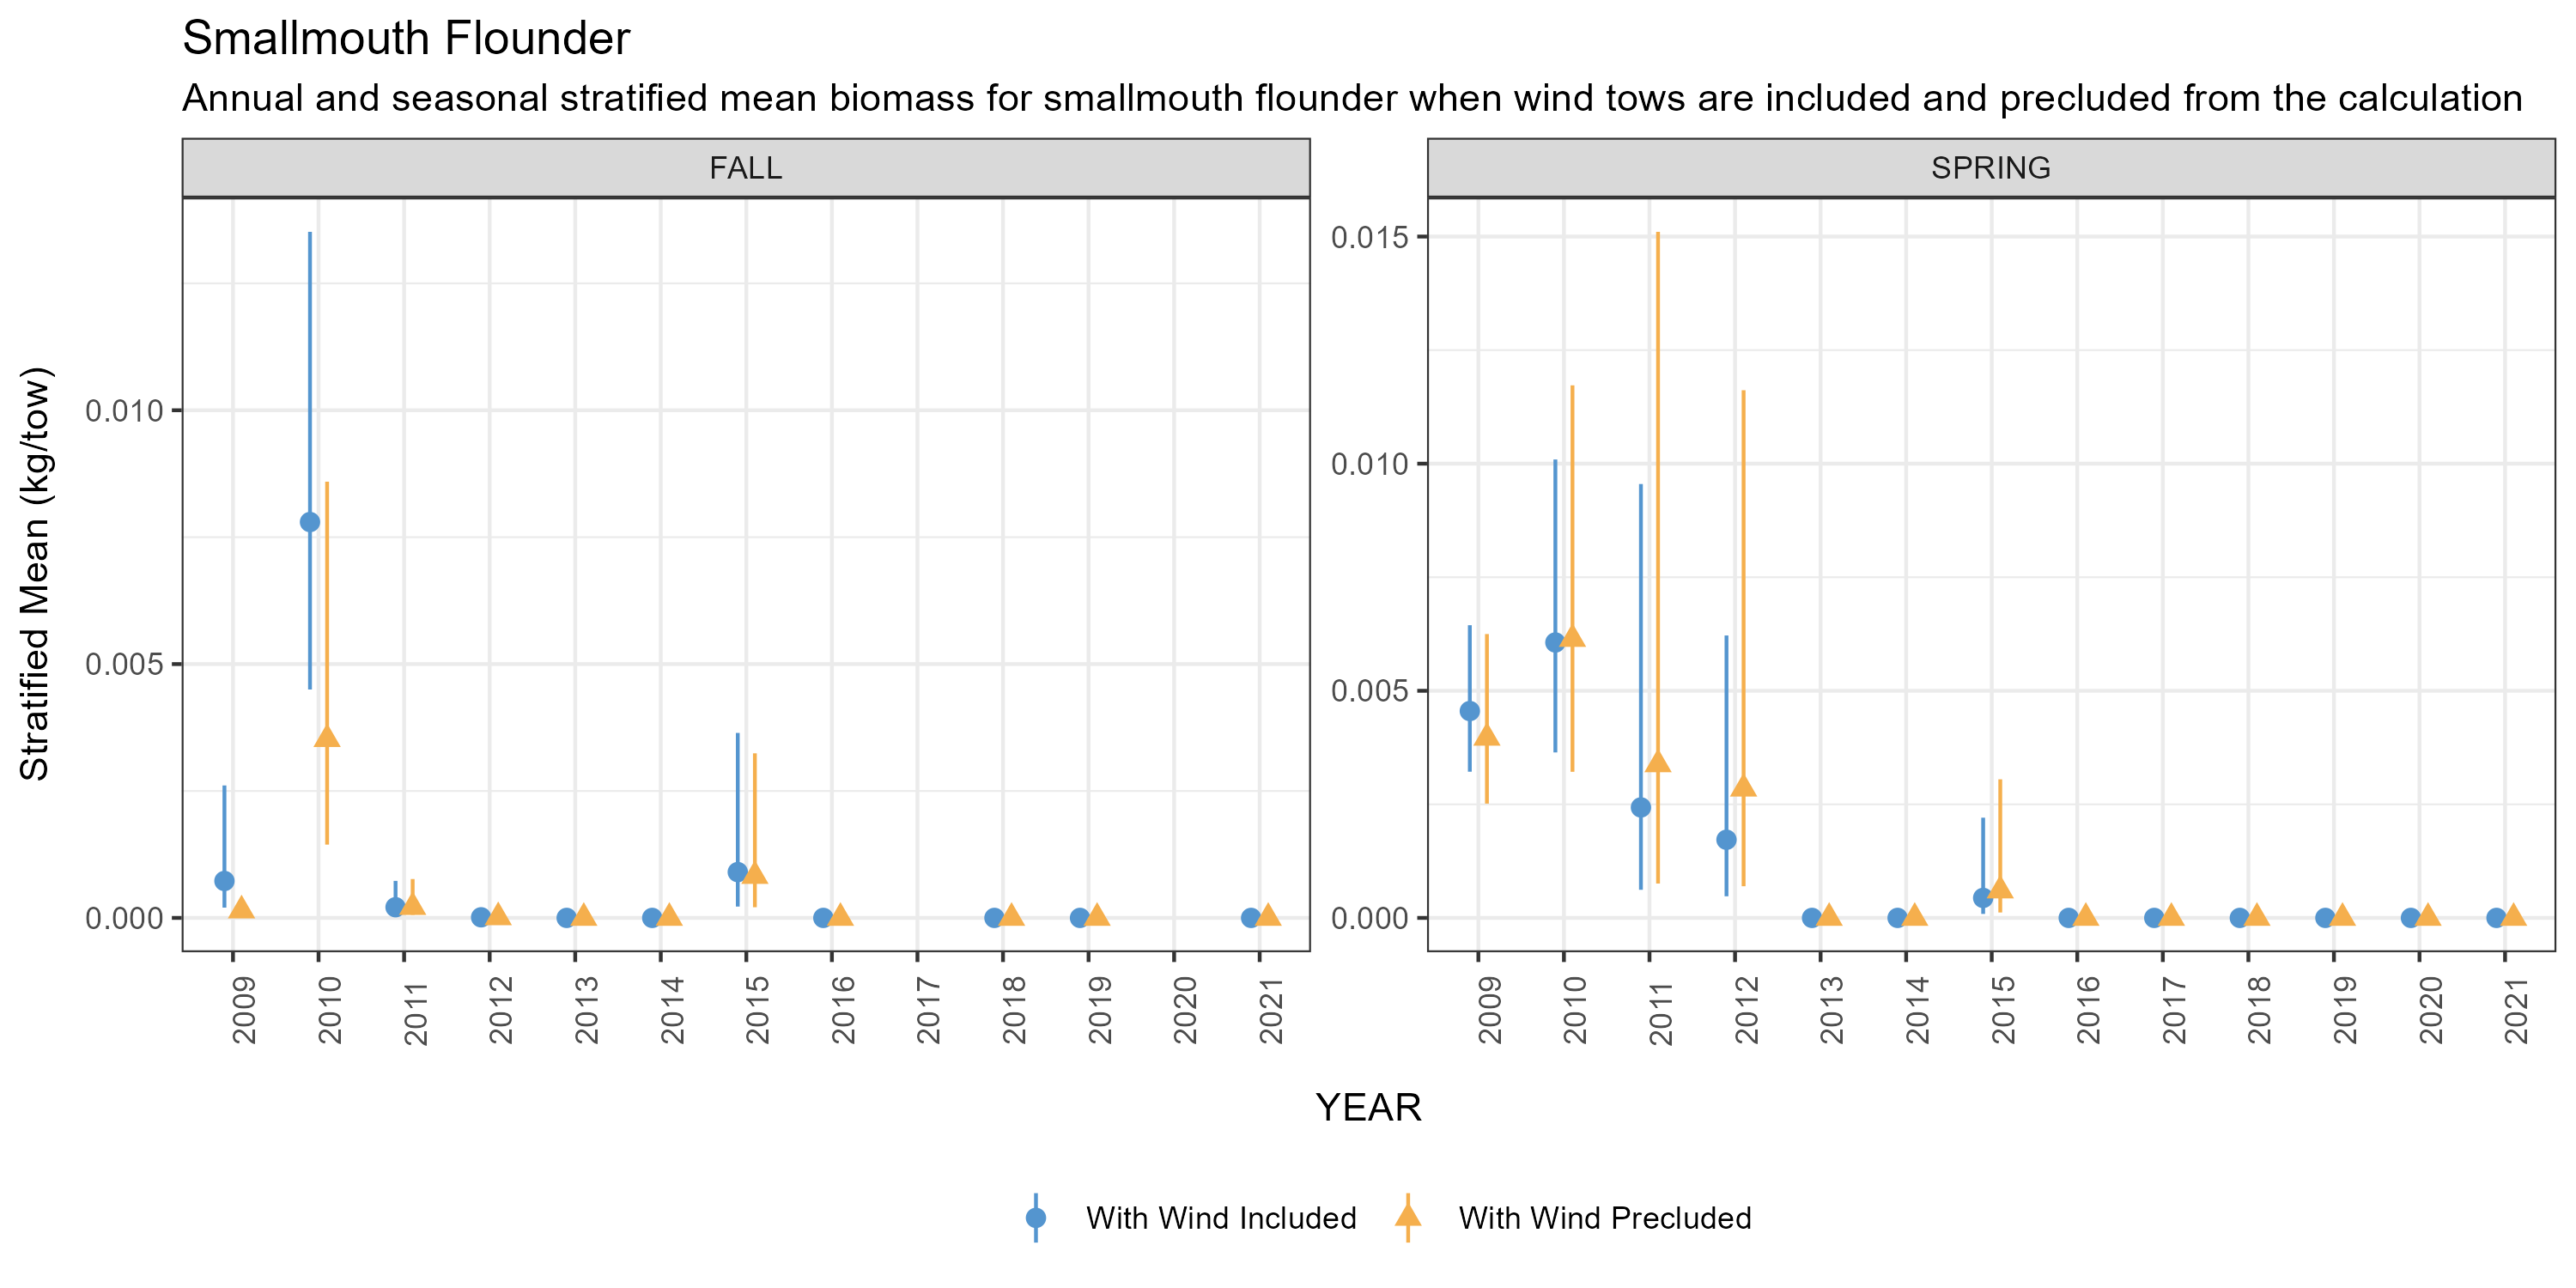 Smallmouth Flounder
Annual and seasonal stratified mean biomass for smallmouth flounder when wind tows are included and precluded from the calculation
FALL
SPRING
Stratified Mean (kg/tow)
0.010
0.005
0.000
0.015
0.010
0.005
0.000
2009 2010 2011 2012 2013 2014 2015 2016 2017 2018 2019 2020 2021
2009 2010 2011 2012 2013 2014 2015 2016 2017 2018 2019 2020 2021
YEAR
With Wind Included
With Wind Precluded